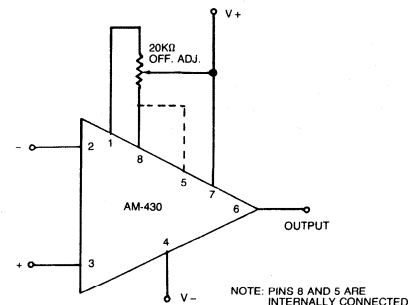 V+
20KΩ
OFF. ADJ.
1
8
5
7
- 2
AM-430
6
OUTPUT
+ 3
4
V-
NOTE: PINS 8 AND 5 ARE
INTERNALLY CONNECTED